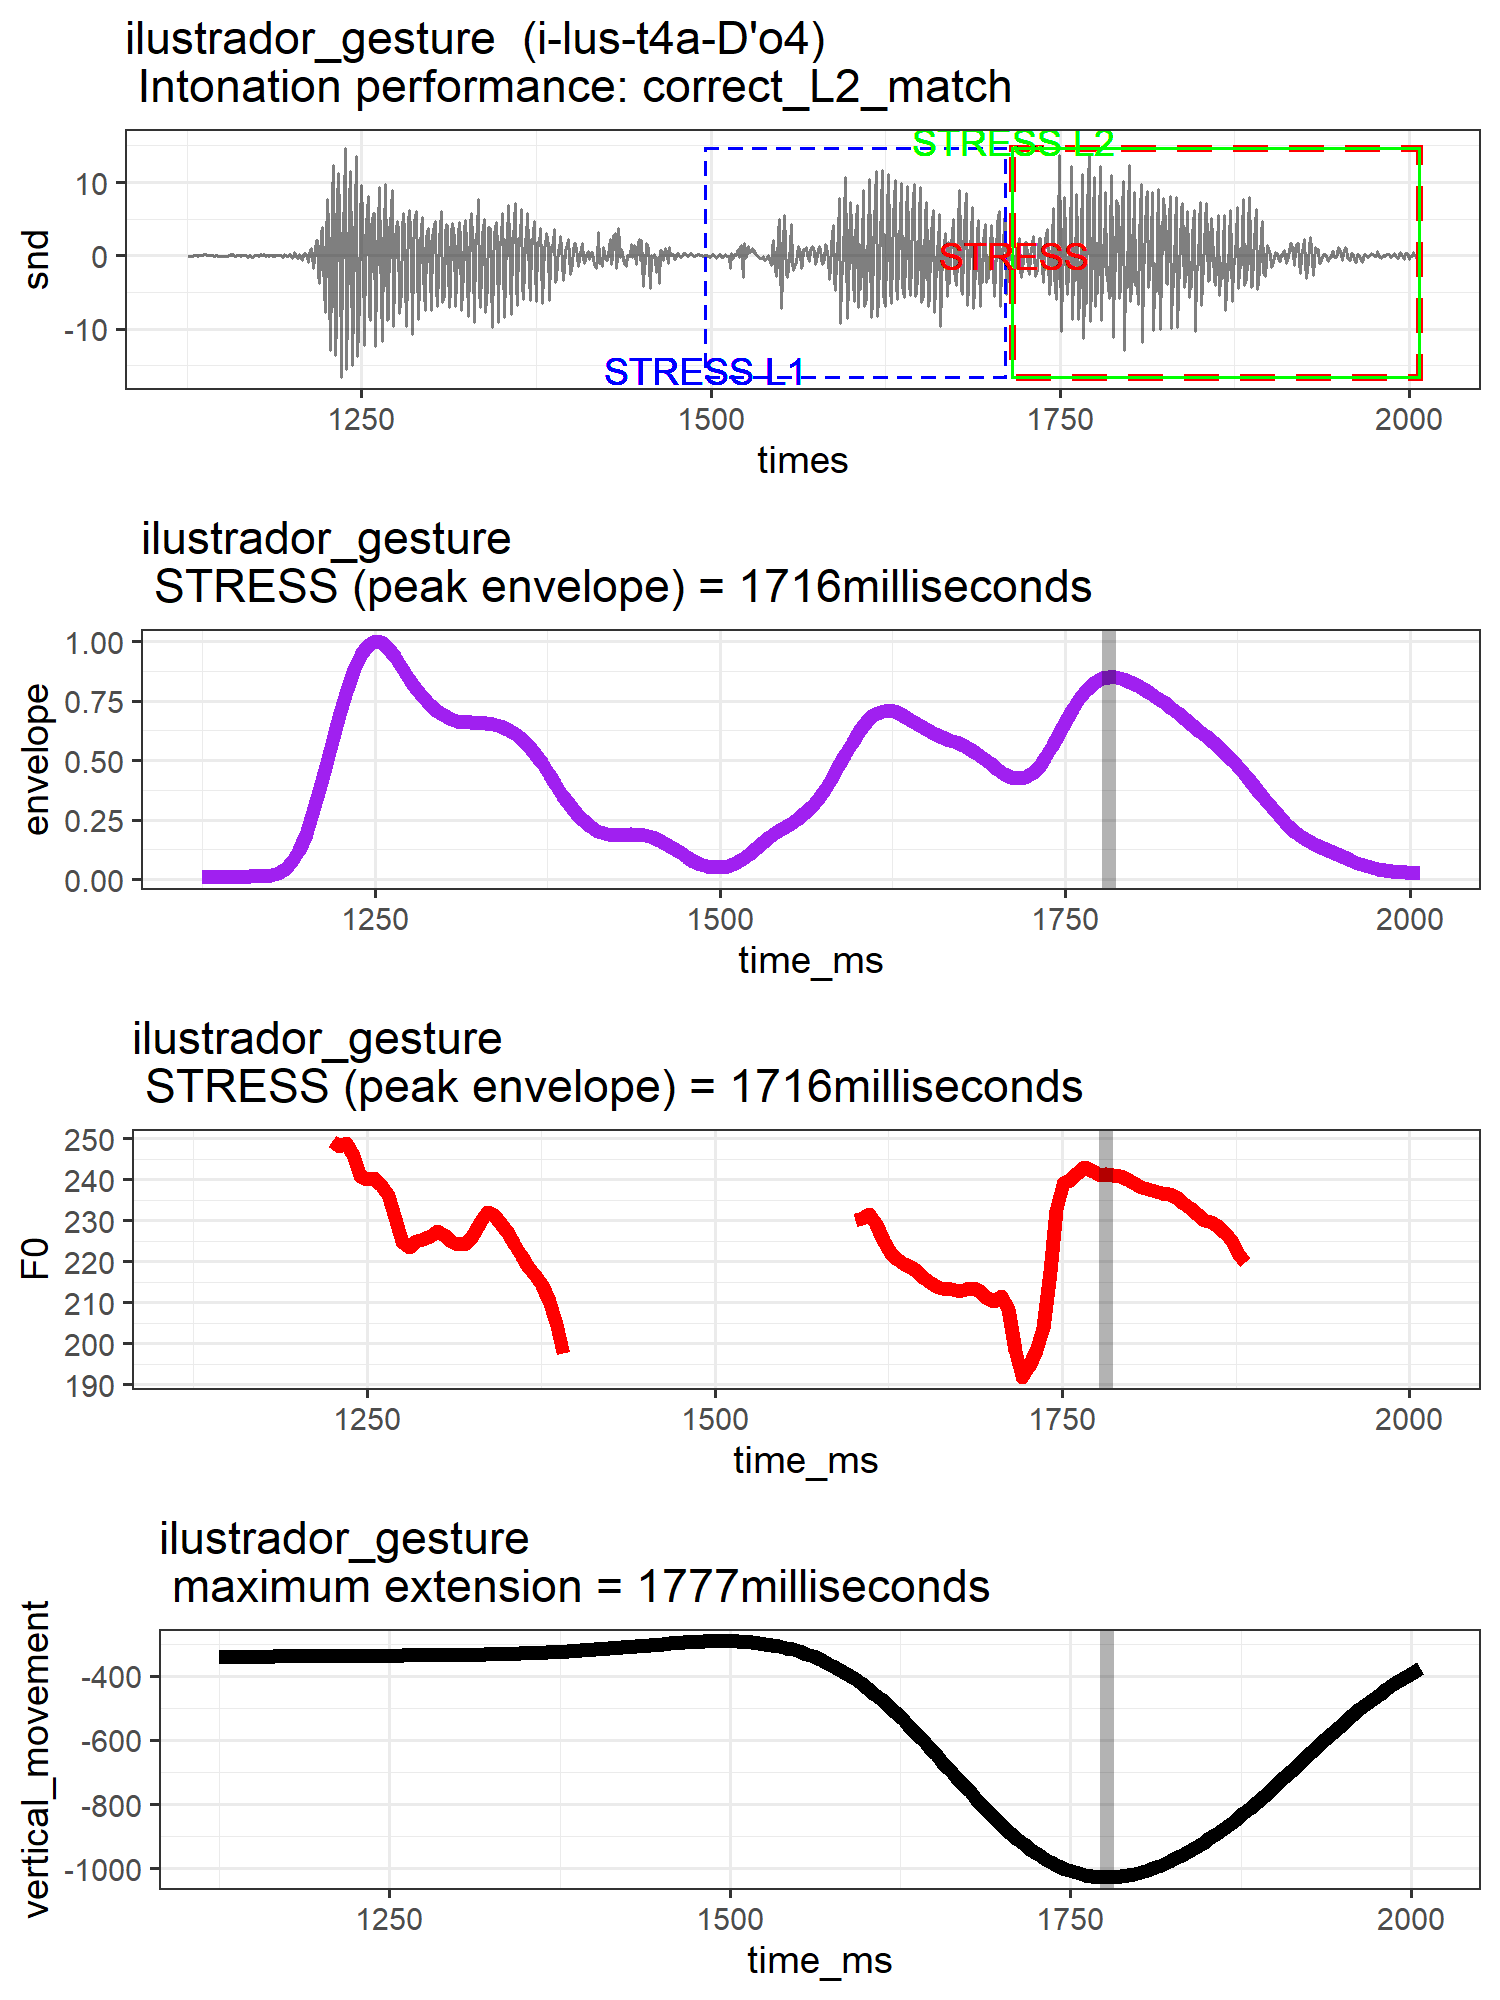 ilustrador_gesture  (i-lus-t4a-D'o4)
Intonation performance: correct_L2_match
STRESS L2
10
STRESS
0
snd
-10
STRESS L1
1250 1500 1750 2000
times
ilustrador_gesture
STRESS (peak envelope) = 1716milliseconds
1.00
0.75
0.50
0.25
0.00
envelope
1250 1500 1750 2000
time_ms
ilustrador_gesture
STRESS (peak envelope) = 1716milliseconds
250
240
230
220
210
200
190
F0
1250 1500 1750 2000
time_ms
ilustrador_gesture
maximum extension = 1777milliseconds
-400
-600
-800
-1000
vertical_movement
1250 1500 1750 2000
time_ms